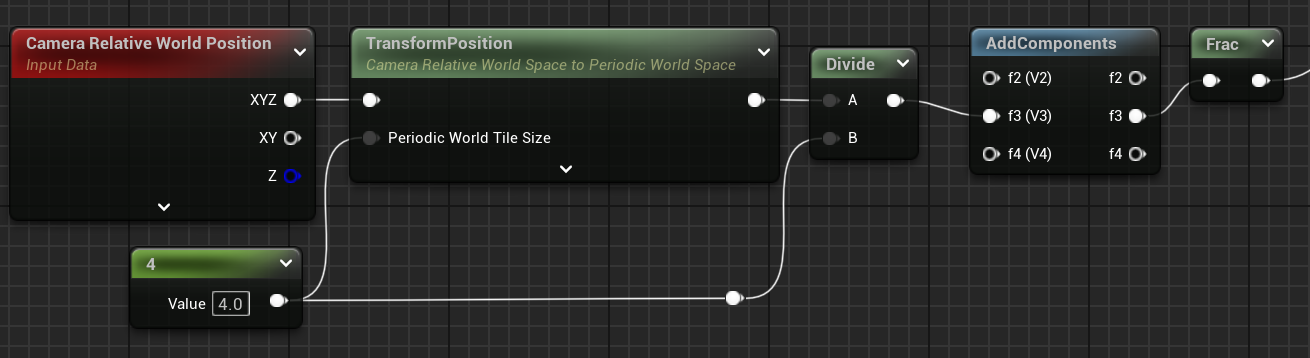 Camera Relative World Position
Input Data
XYZ
XY
Z
TransformPosition
Camera Relative World Space to Periodic World Space
Periodic World Tile Size
Divide
A
B
AddComponents
f2 (V2) f2
f3 (V3) f3
f4 (V4) f4
Frac
4
Value 4.0